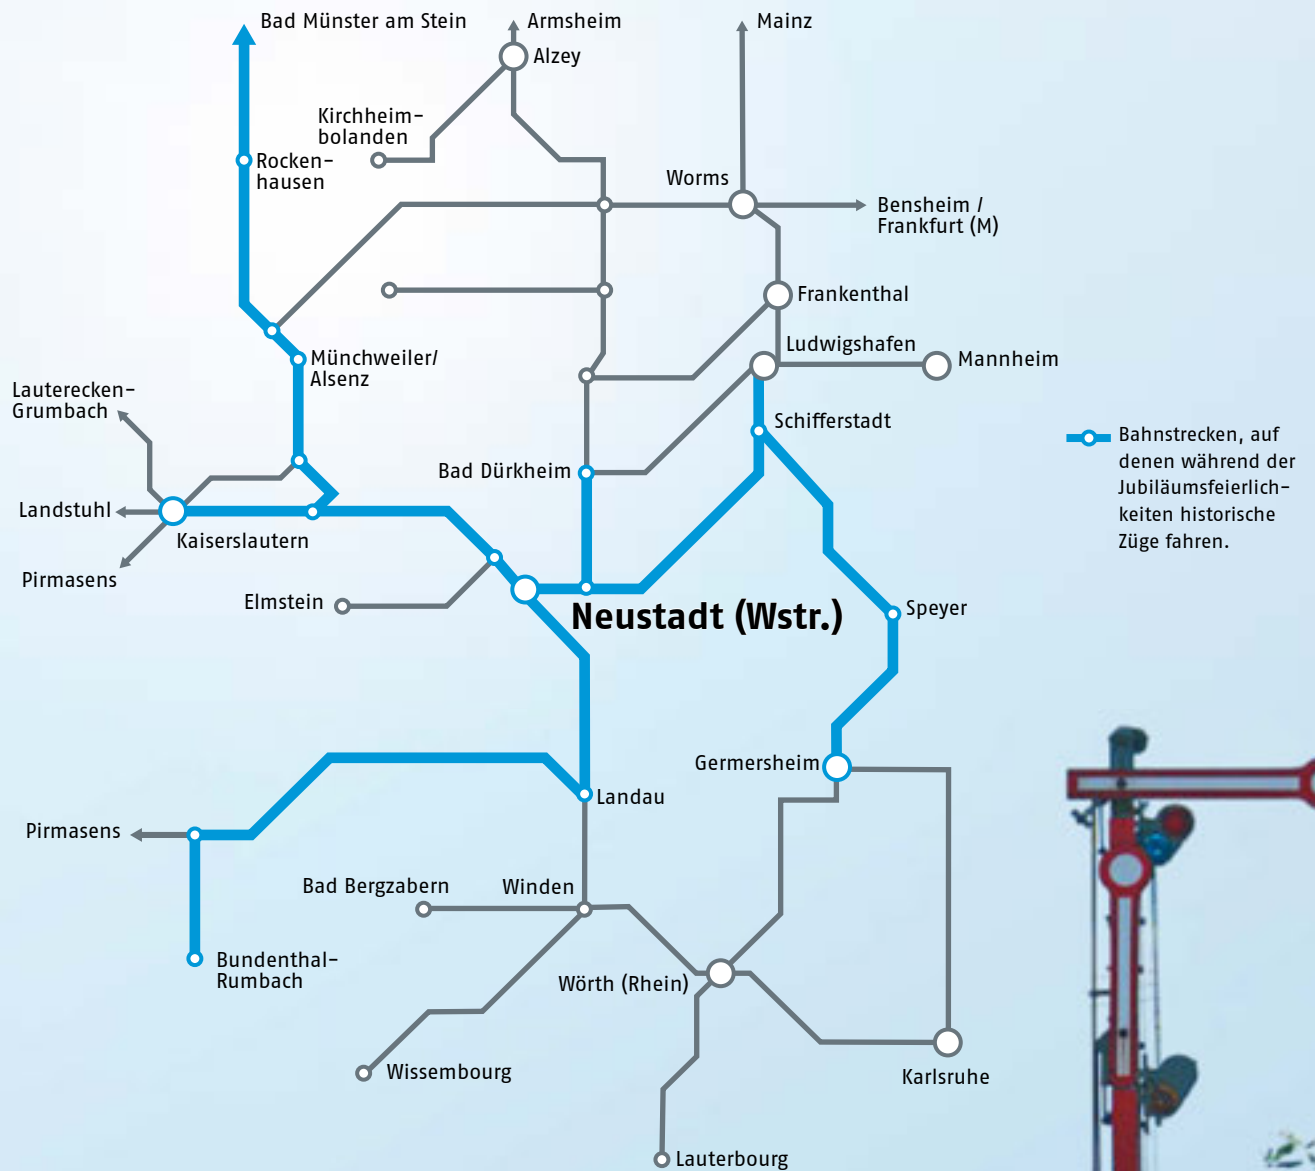 Bad Münster am Stein
Armsheim
Mainz
Alzey
Kirchheim-
bolanden
Rocken-
hausen
Worms
Bensheim /
Frankfurt (M)
Frankenthal
Ludwigshafen
Mannheim
Münchweiler/
Alsenz
Lauterecken-
Grumbach
Schifferstadt
Bad Dürkheim
Bahnstrecken, auf
denen während der
Jubiläumsfeierlich-
keiten historische
Züge fahren.
Landstuhl
Kaiserslautern
Pirmasens
Elmstein
Neustadt (Wstr.)
Speyer
Germersheim
Landau
Pirmasens
Bad Bergzabern
Winden
Bundenthal-
Rumbach
Wörth (Rhein)
Wissembourg
Karlsruhe
Lauterbourg